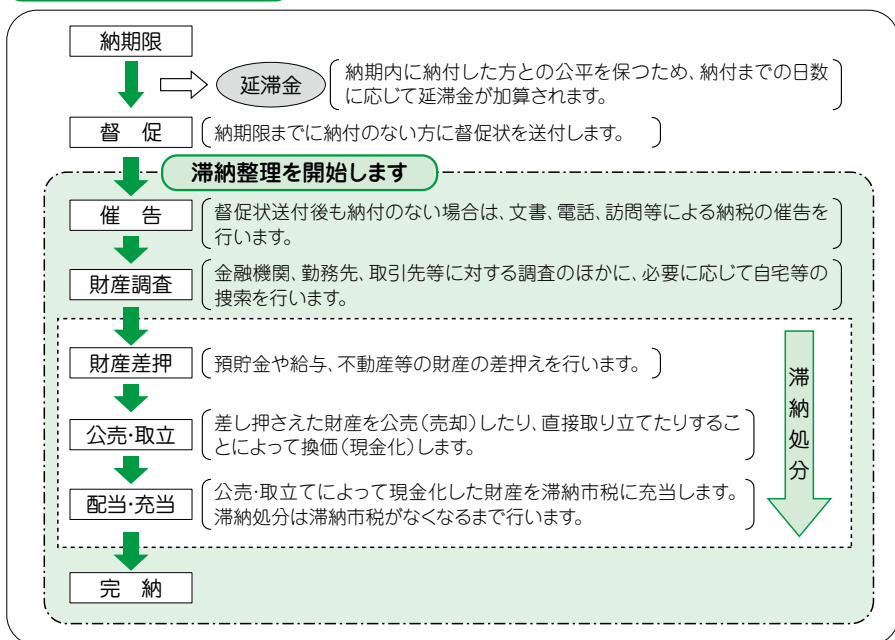 納期限
延滞金
納期内に納付した方との公平を保つため、納付までの日数
に応じて延滞金が加算されます。
督 促
納期限までに納付のない方に督促状を送付します。
滞納整理を開始します
催 告
督促状送付後も納付のない場合は、文書、電話、訪問等による納税の催告を
行います。
財産調査
金融機関、勤務先、取引先等に対する調査のほかに、必要に応じて自宅等の
捜索を行います。
財産差押
預貯金や給与、不動産等の財産の差押えを行います。
公売・取立
差し押さえた財産を公売(売却)したり、直接取り立てたりするこ
とによって換価(現金化)します。
配当・充当
公売・取立てによって現金化した財産を滞納市税に充当します。
滞納処分は滞納市税がなくなるまで行います。
滞納処分
完 納